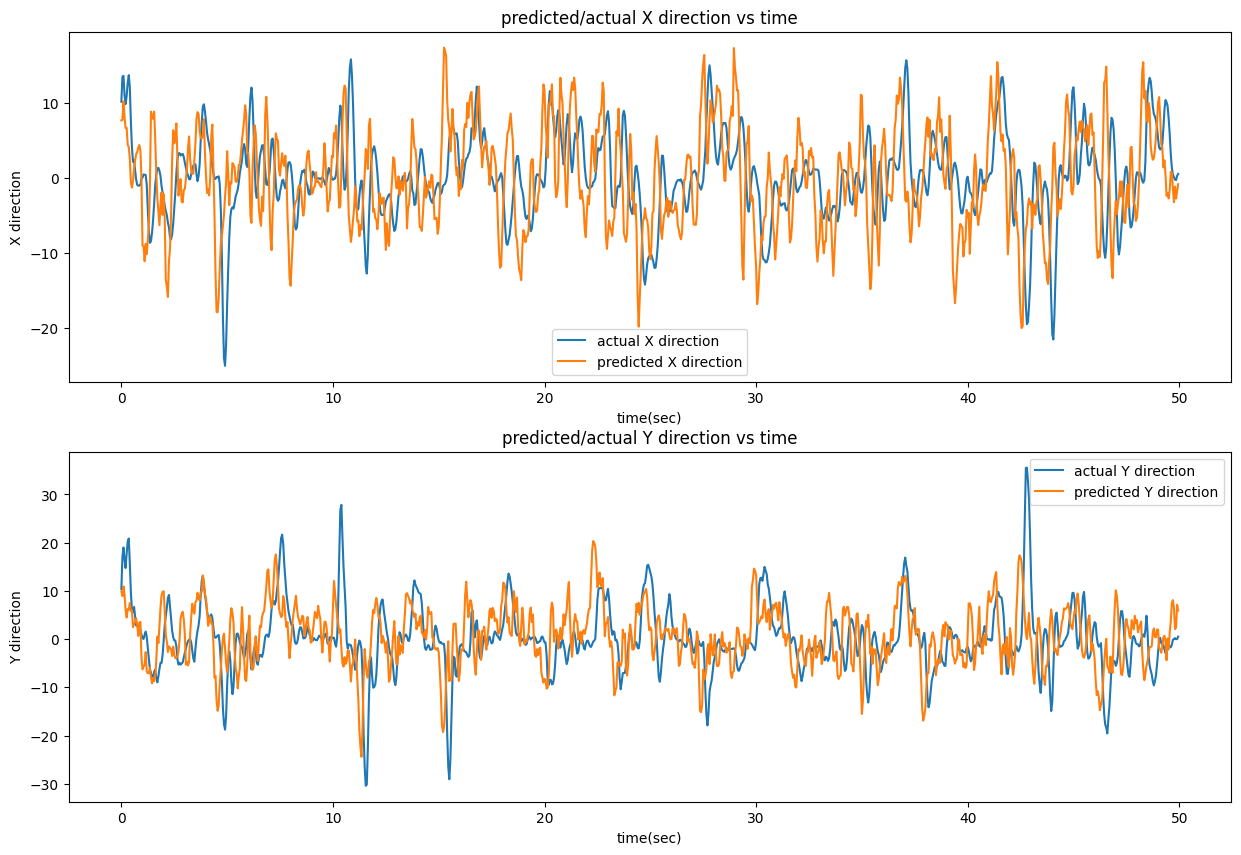 predicted/actual X direction vs time
10
0
−10
−20
X direction
actual X direction
predicted X direction
0 10 20 30 40 50
time(sec)
predicted/actual Y direction vs time
30
20
10
0
−10
−20
−30
Y direction
actual Y direction
predicted Y direction
0 10 20 30 40 50
time(sec)